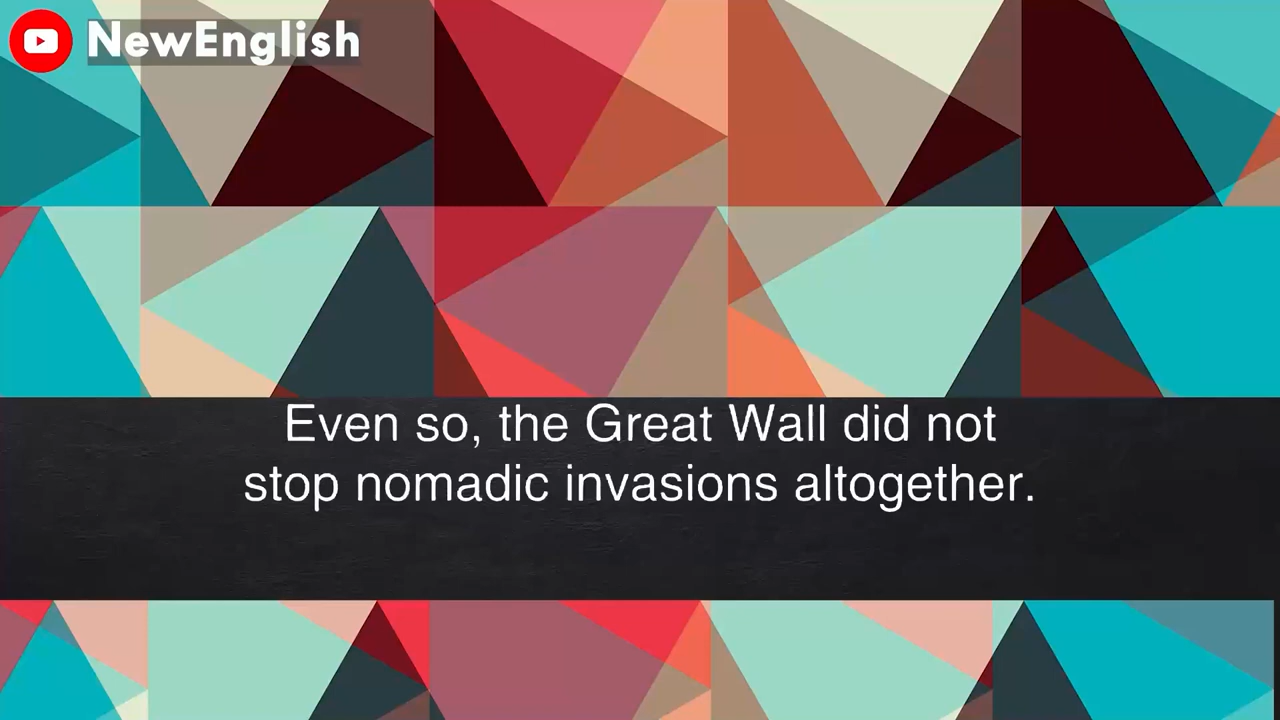 NewEnglish
Even so, the Great Wall did not
stop nomadic invasions altogether.